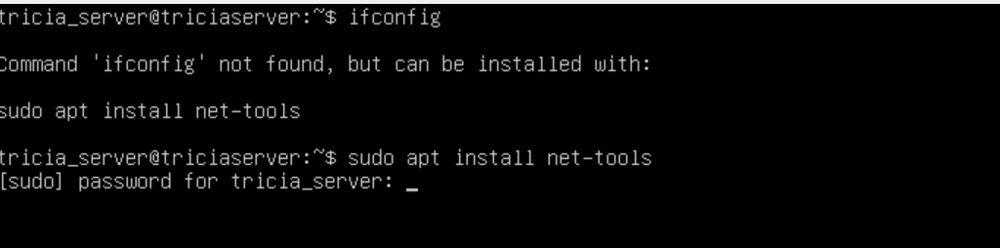 tricia_server@triciaserver:~$ ifconfig
Command 'ifconfig' not found, but can be installed with:
sudo apt install net-tools
tricia_server@triciaserver:~$ sudo apt install net-tools
[sudo] password for tricia_server: _